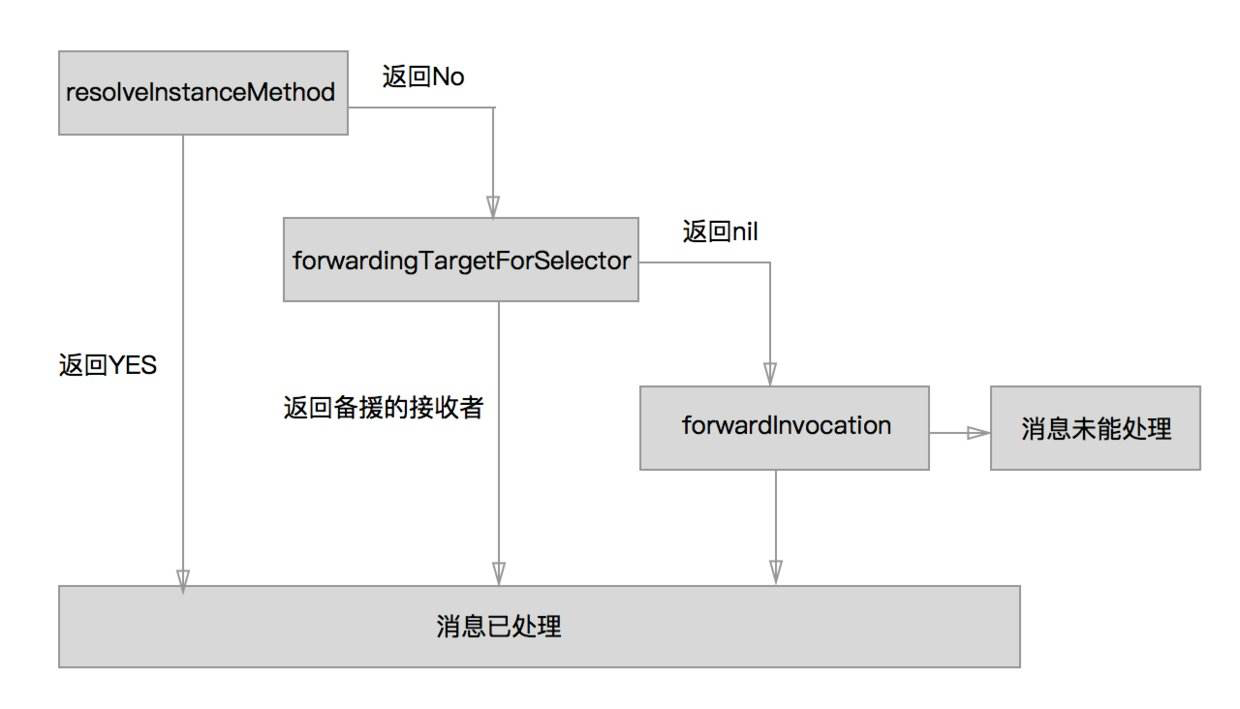 返回No
resolveInstanceMethod
返回nil
forwardingTargetForSelector
返回YES
返回备援的接收者
forwardInvocation
消息未能处理
消息已处理